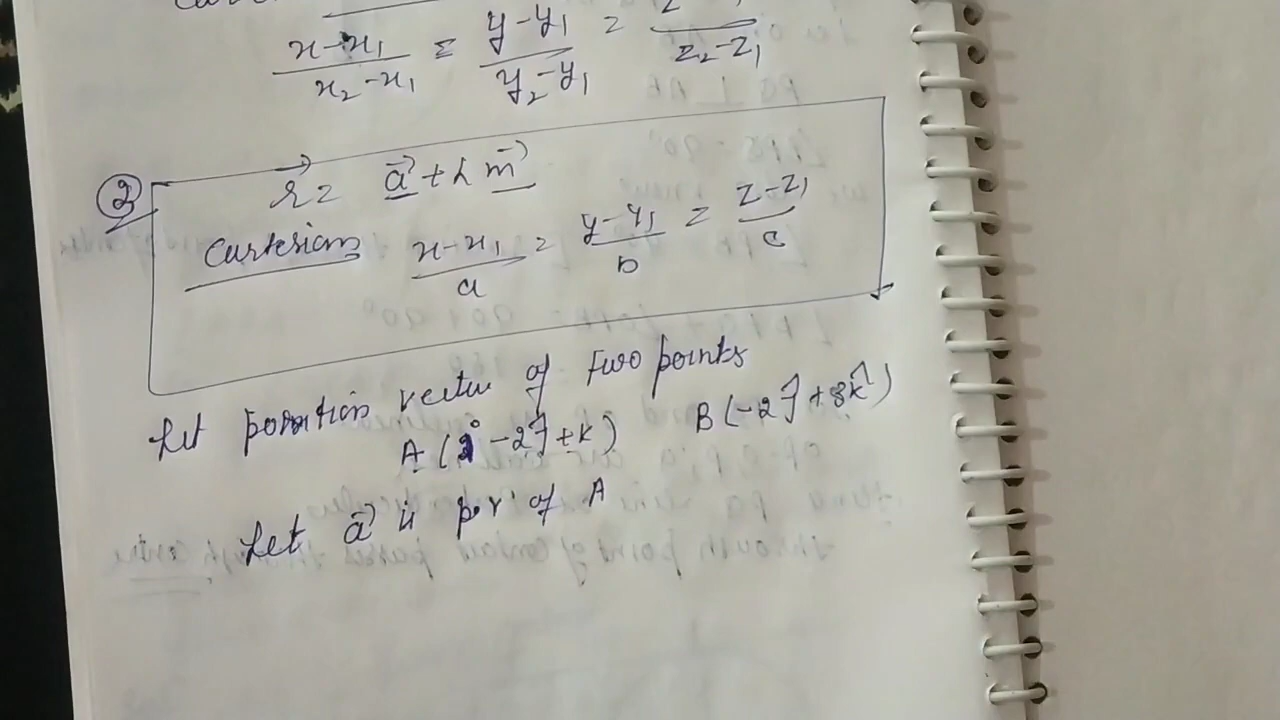 x-x₁/x₂-x₁ = y-y₁/y₂-y₁ = /z₂-z₁
② r⃗ = a⃗ + λ m⃗
Cartesian x-x₁/a = y-y₁/b = z-z₁/c
Let position vector of two points
A (î -2ĵ + k) B (-2ĵ + 3k̂)
Let a⃗ is p.v. of A